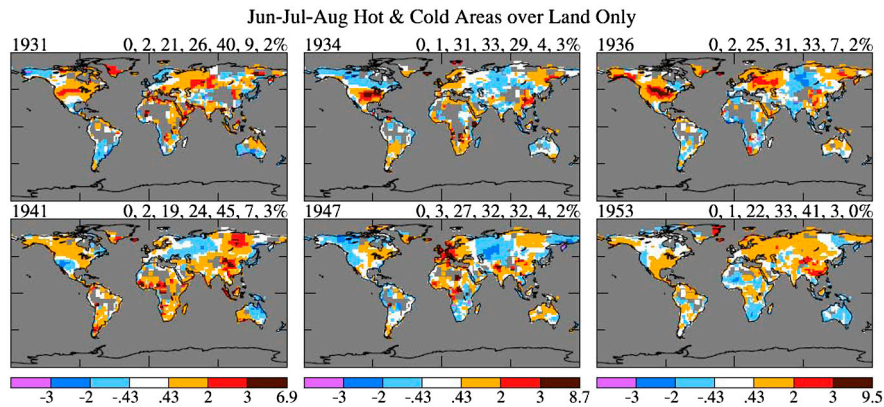 Jun-Jul-Aug Hot & Cold Areas over Land Only
1931 0, 2, 21, 26, 40, 9, 2% 1934 0, 1, 31, 33, 29, 4, 3% 1936 0, 2, 25, 31, 33, 7, 2%
1941 0, 2, 19, 24, 45, 7, 3% 1947 0, 3, 27, 32, 32, 4, 2% 1953 0, 1, 22, 33, 41, 3, 0%
-3 -2 -.43 .43 2 3 6.9 -3 -2 -.43 .43 2 3 8.7 -3 -2 -.43 .43 2 3 9.5